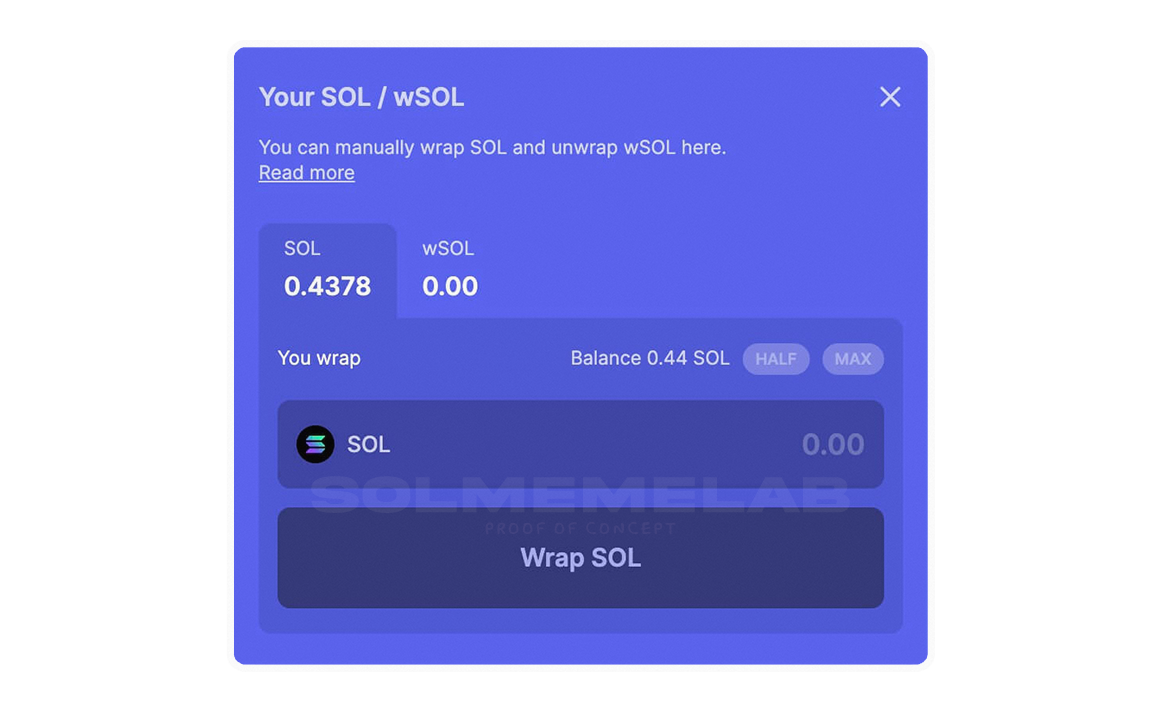 Your SOL / wSOL
You can manually wrap SOL and unwrap wSOL here.
Read more
SOL wSOL
0.4378 0.00
You wrap Balance 0.44 SOL HALF MAX
SOL 0.00
SOLMEMELAB
PROOF OF CONCEPT
Wrap SOL